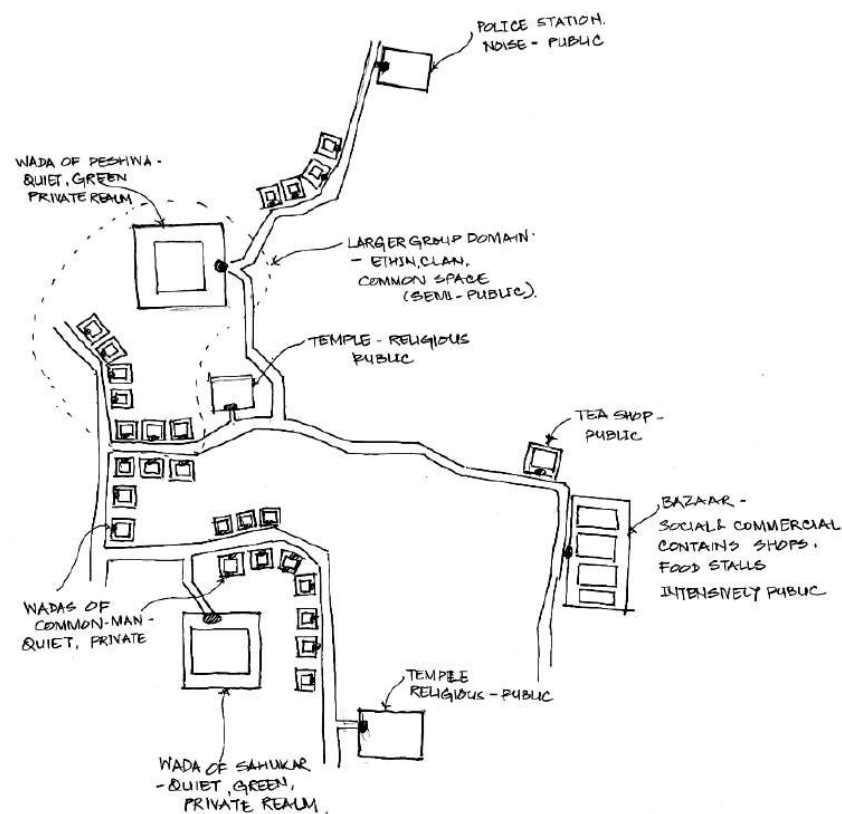 POLICE STATION.
NOISE - PUBLIC
WADA OF PESHWA -
QUIET, GREEN
PRIVATE REALM
LARGER GROUP DOMAIN.
- ETHIN, CLAN,
COMMON SPACE
(SEMI-PUBLIC).
TEMPLE - RELIGIOUS
PUBLIC
TEA SHOP -
PUBLIC
BAZAAR -
SOCIAL & COMMERCIAL
CONTAINS SHOPS,
FOOD STALLS
INTENSIVELY PUBLIC
WADAS OF
COMMON-MAN -
QUIET, PRIVATE
TEMPLE
RELIGIOUS - PUBLIC
WADA OF SAHUKAR
- QUIET, GREEN,
PRIVATE REALM.